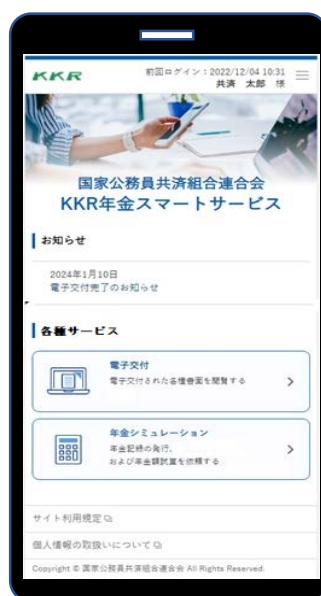 KKR
前回ログイン：2022/12/04 10:31
共済 太郎 様
国家公務員共済組合連合会
KKR年金スマートサービス
お知らせ
2024年1月10日
電子交付完了のお知らせ
各種サービス
電子交付
電子交付された各種書面を閲覧する
年金シミュレーション
年金記録の発行、
および年金額試算を依頼する
サイト利用規定
個人情報の取扱いについて
Copyright © 国家公務員共済組合連合会 All Rights Reserved.